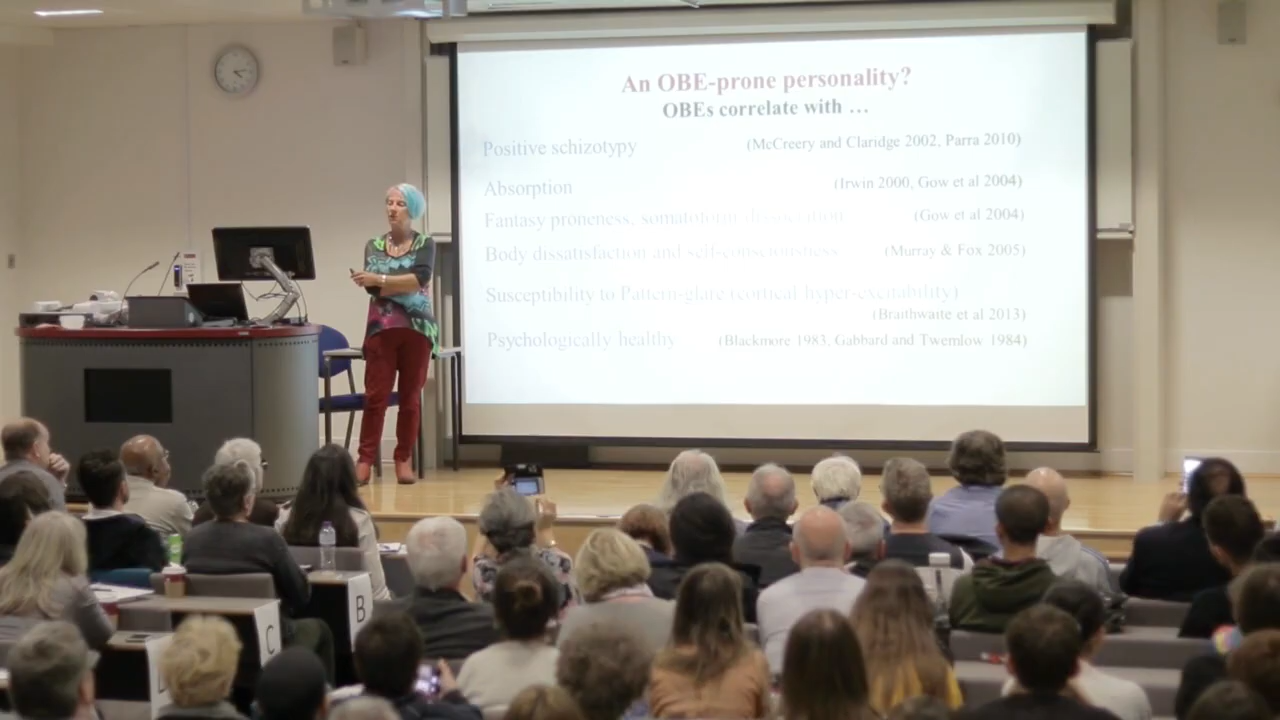 An OBE-prone personality?
OBEs correlate with …
Positive schizotypy (McCreery and Claridge 2002, Parra 2010)
Absorption (Irwin 2000, Gow et al 2004)
Fantasy proneness, somatoform dissociation (Gow et al 2004)
Body dissatisfaction and self-consciousness (Murray & Fox 2005)
Susceptibility to Pattern-glare (cortical hyper-excitability)
(Braithwaite et al 2013)
Psychologically healthy (Blackmore 1983, Gabbard and Twemlow 1984)
B
C